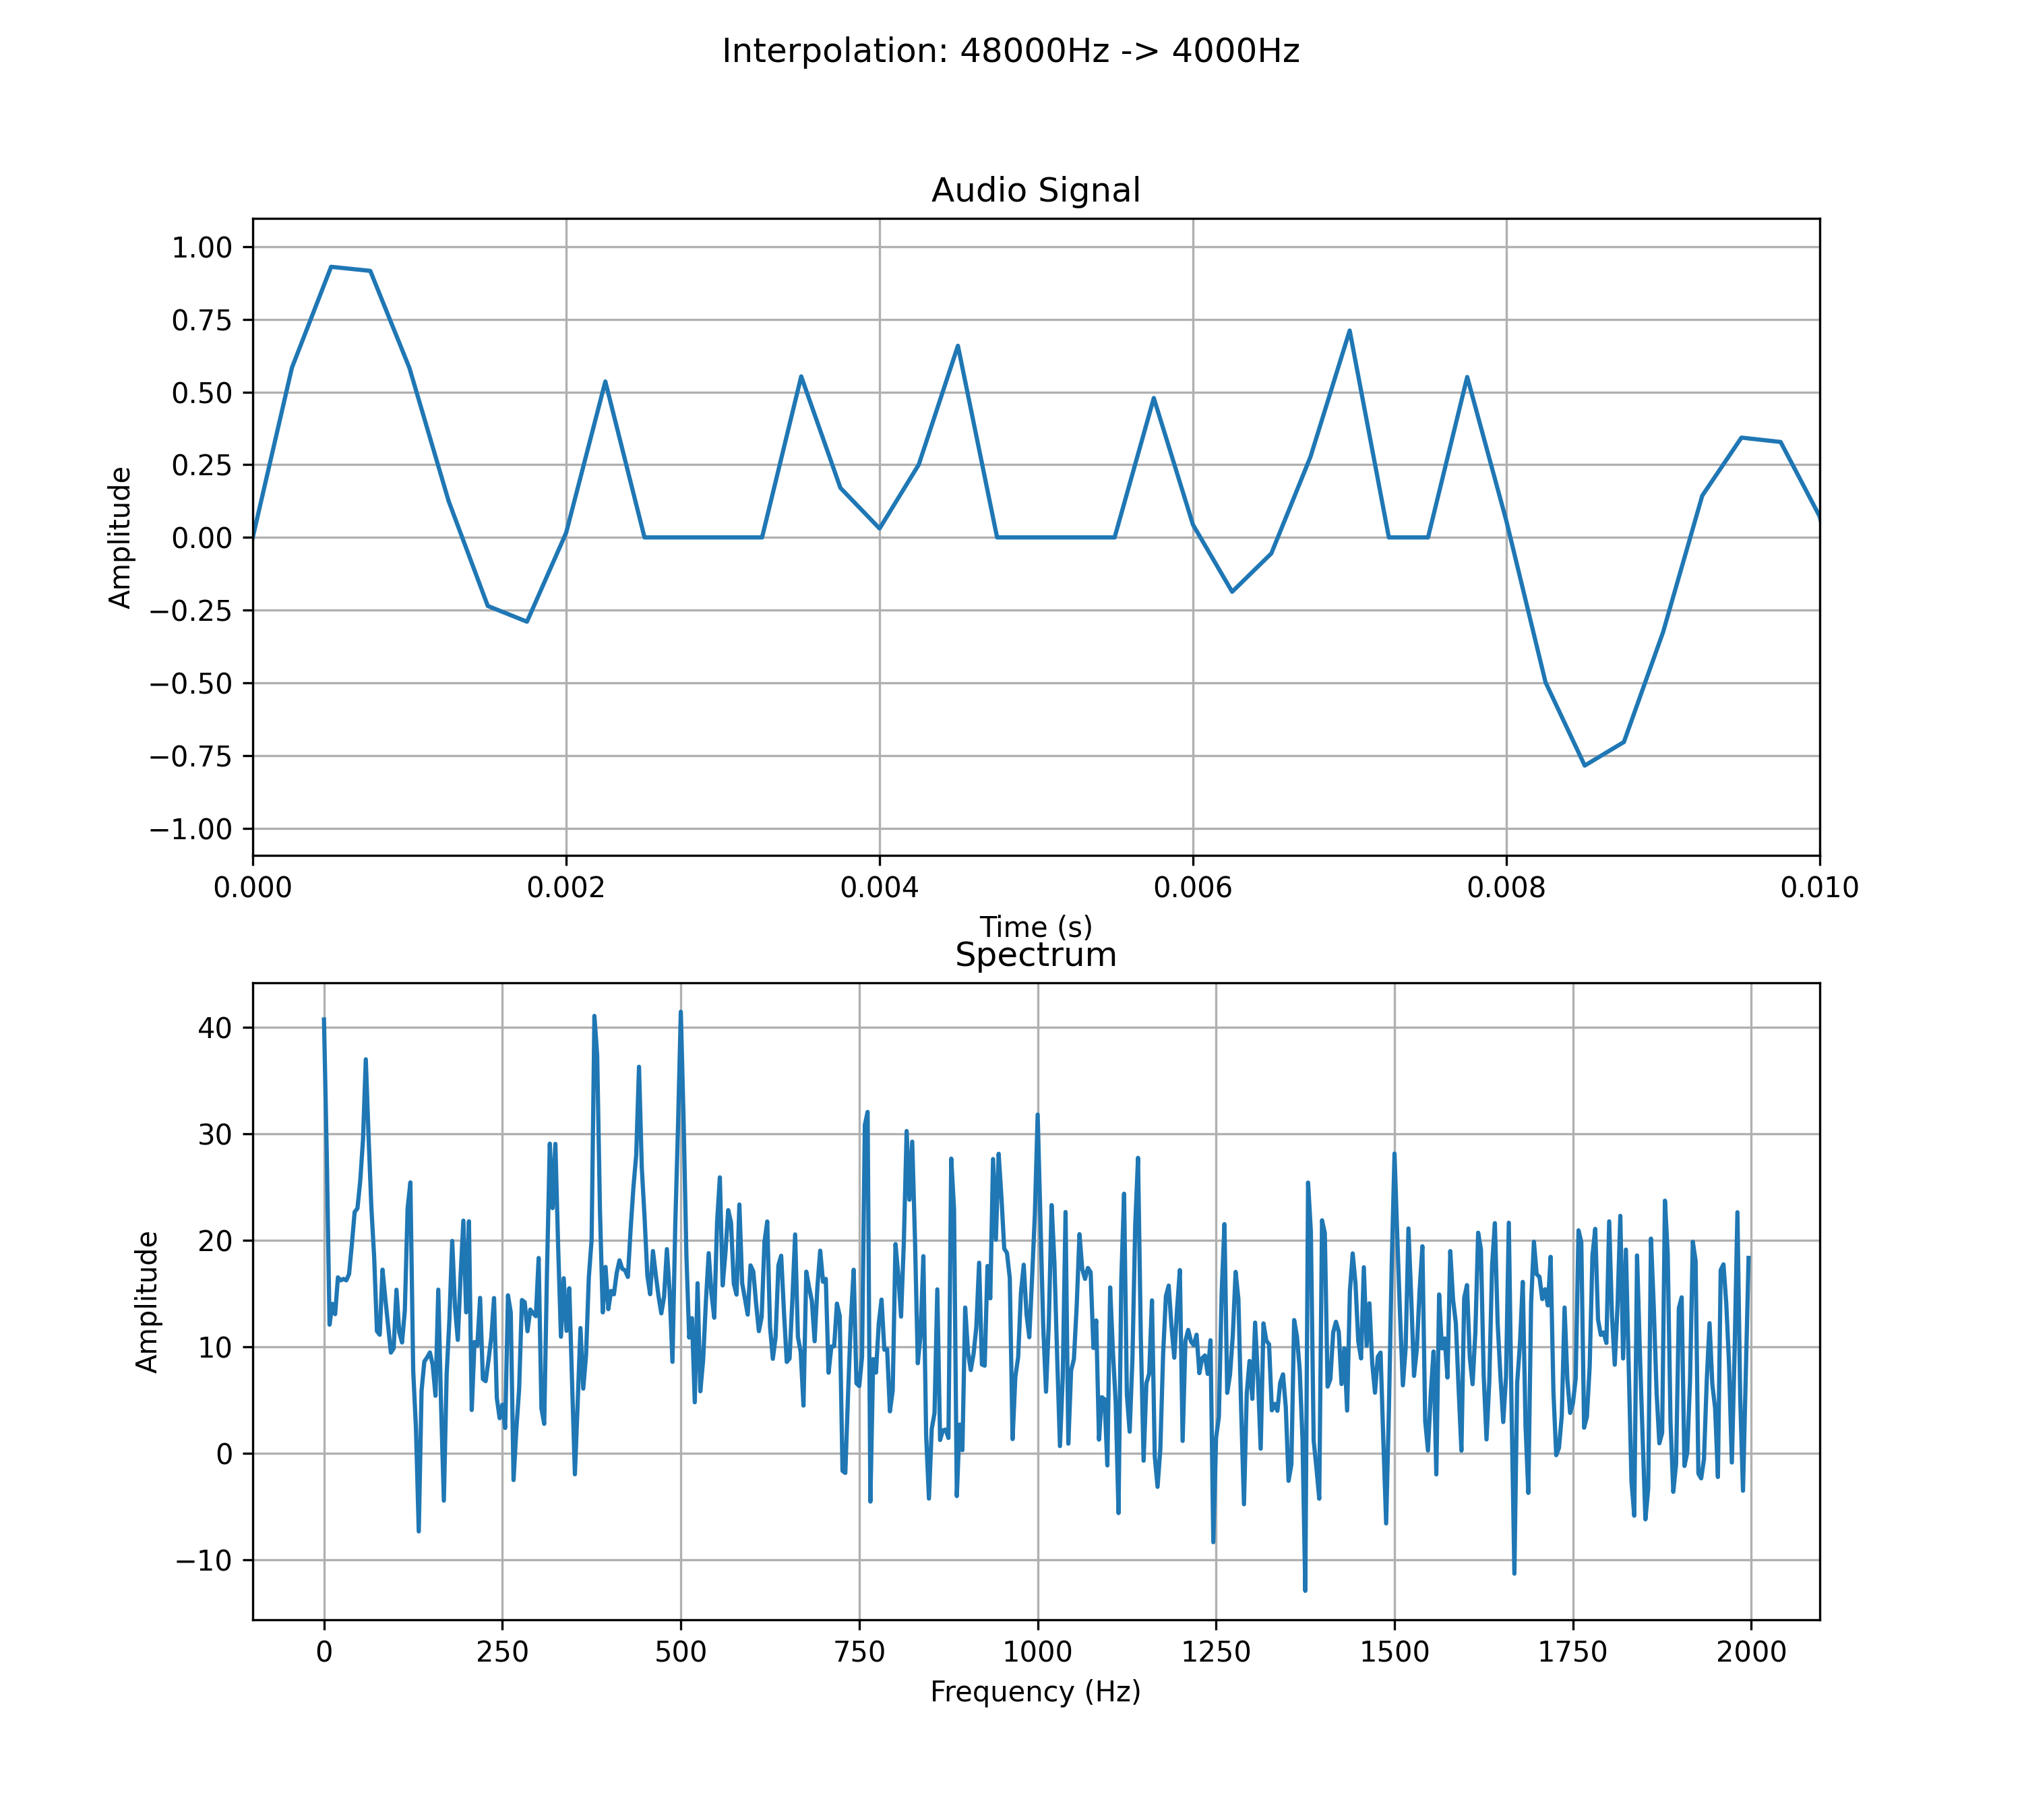 Interpolation: 48000Hz -> 4000Hz
Audio Signal
1.00
0.75
0.50
0.25
0.00
−0.25
−0.50
−0.75
−1.00
Amplitude
0.000 0.002 0.004 0.006 0.008 0.010
Time (s)
Spectrum
40
30
20
10
0
−10
Amplitude
0 250 500 750 1000 1250 1500 1750 2000
Frequency (Hz)